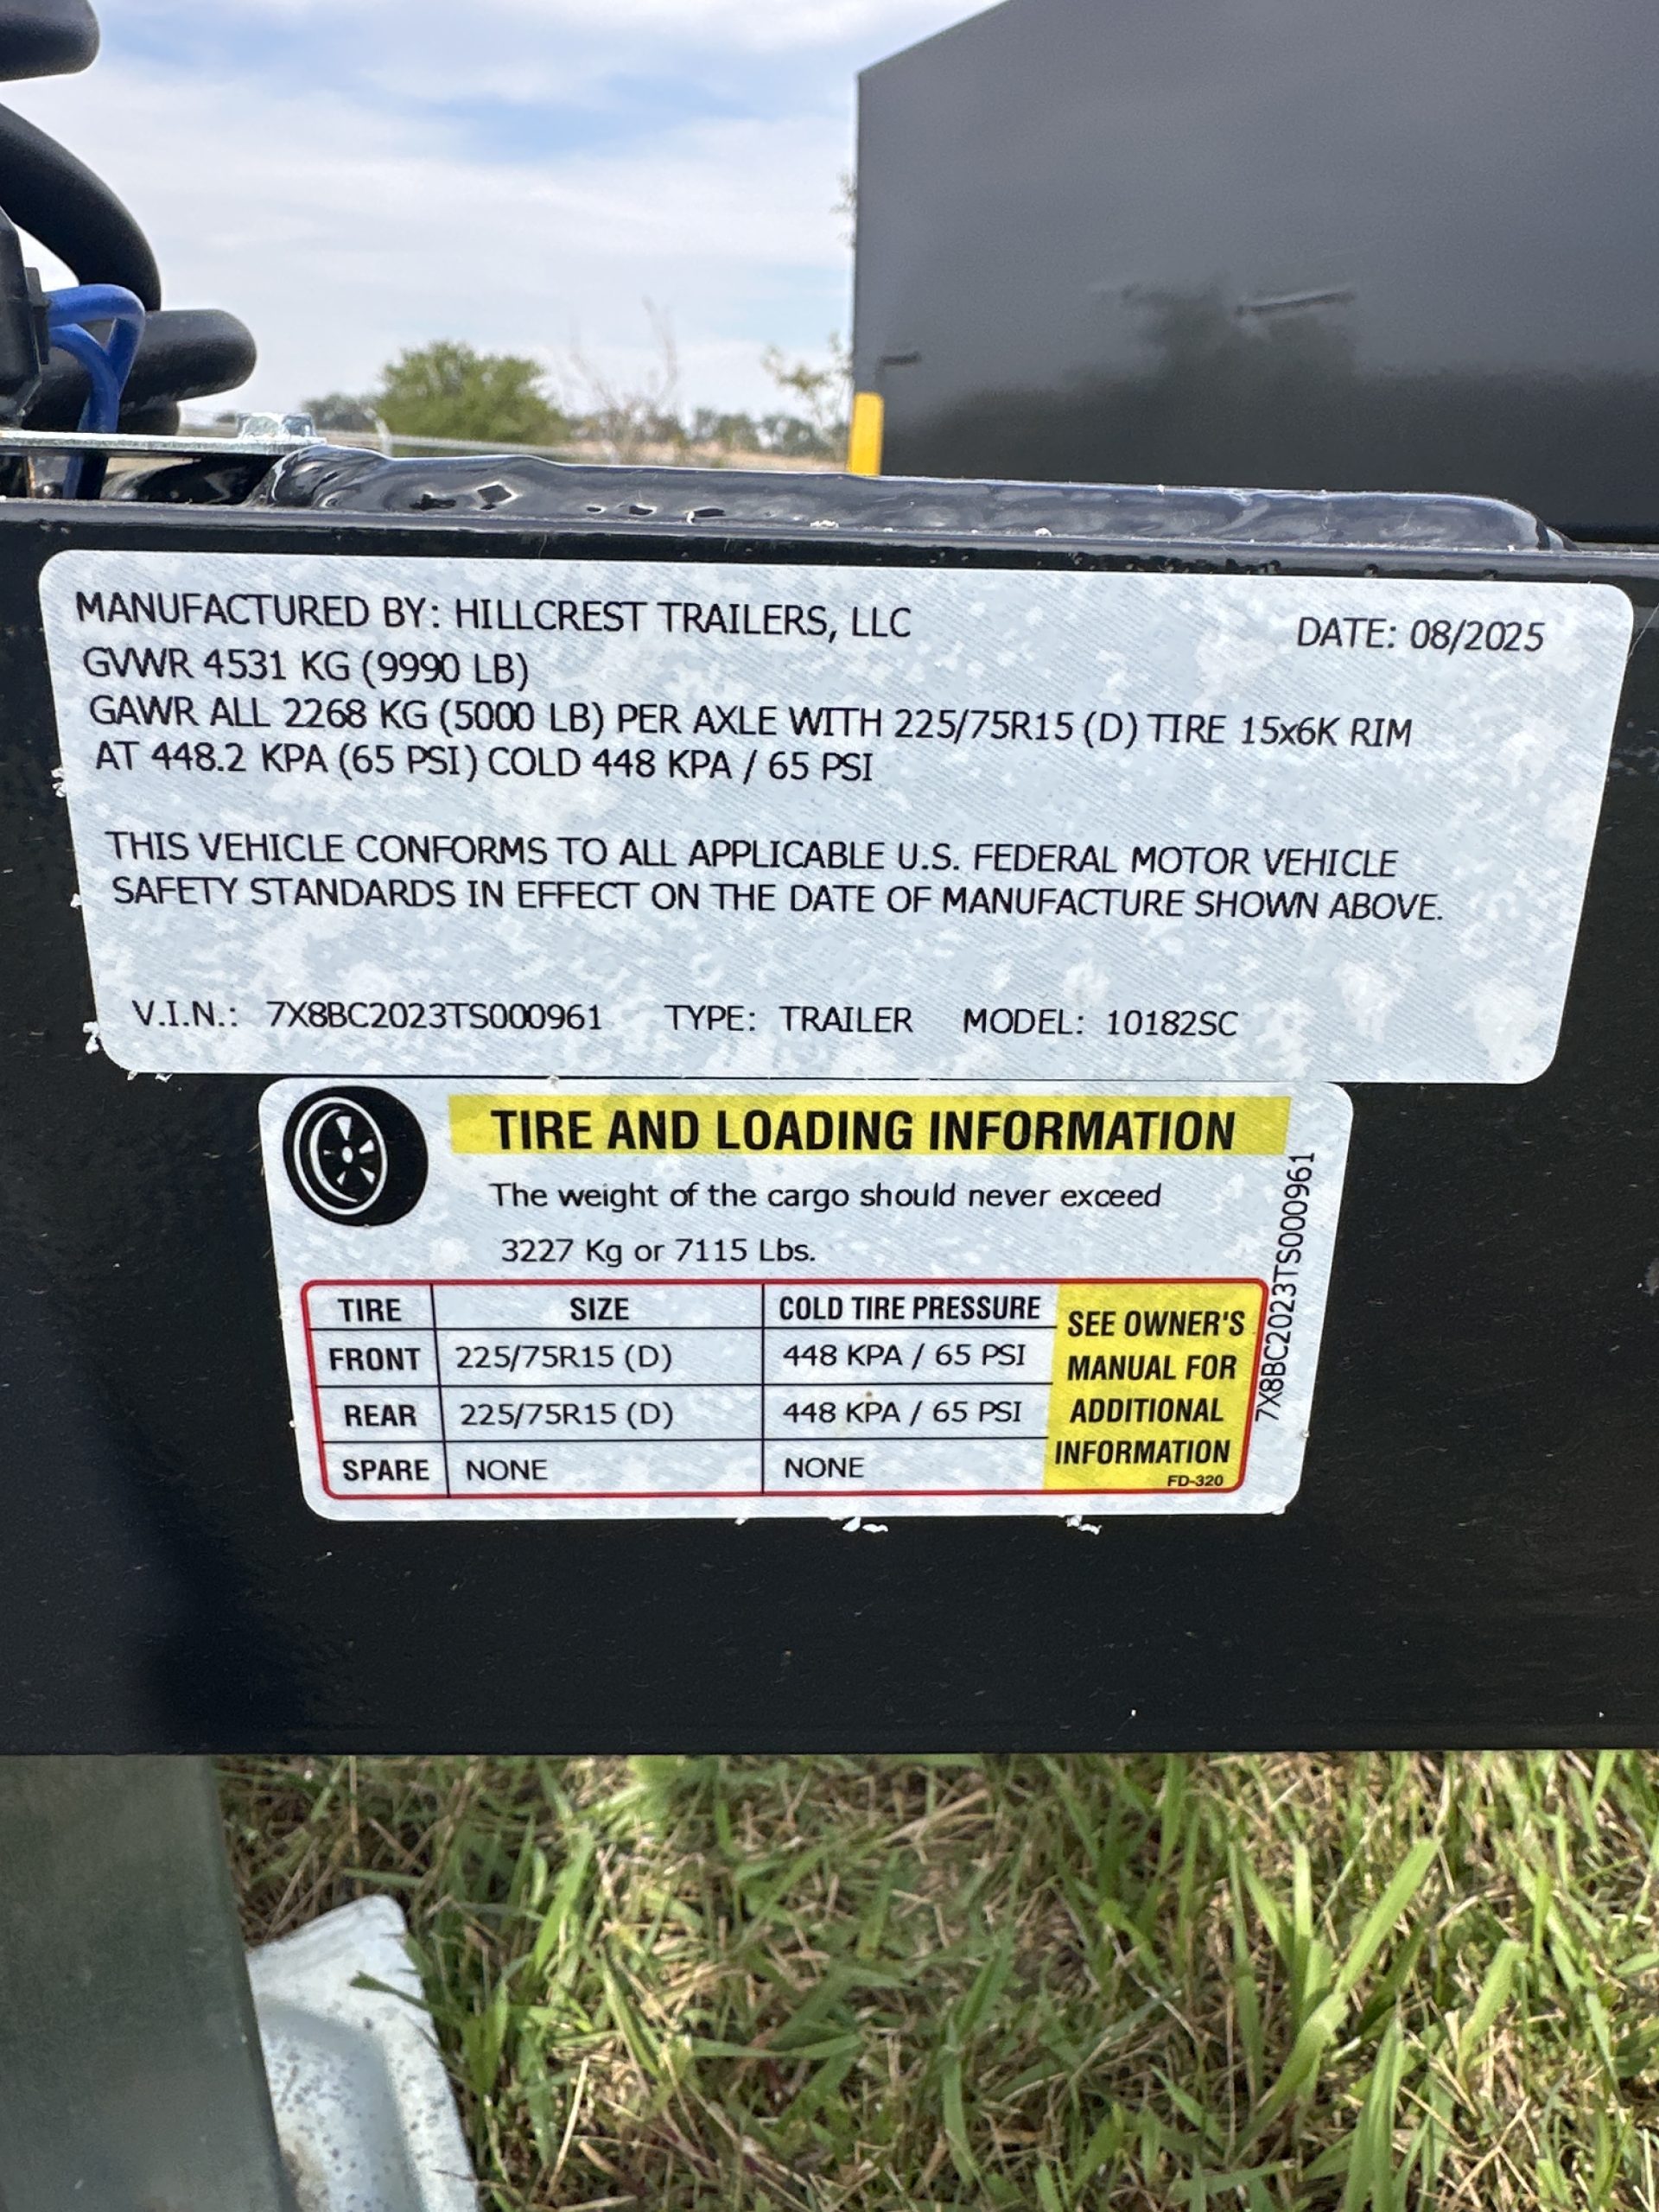 MANUFACTURED BY: HILLCREST TRAILERS, LLC DATE: 08/2025
GVWR 4531 KG (9990 LB)
GAWR ALL 2268 KG (5000 LB) PER AXLE WITH 225/75R15 (D) TIRE 15x6K RIM
AT 448.2 KPA (65 PSI) COLD 448 KPA / 65 PSI
THIS VEHICLE CONFORMS TO ALL APPLICABLE U.S. FEDERAL MOTOR VEHICLE
SAFETY STANDARDS IN EFFECT ON THE DATE OF MANUFACTURE SHOWN ABOVE.
V.I.N.: 7X8BC2023TS000961 TYPE: TRAILER MODEL: 10182SC
TIRE AND LOADING INFORMATION
The weight of the cargo should never exceed
3227 Kg or 7115 Lbs.
TIRE SIZE COLD TIRE PRESSURE
FRONT 225/75R15 (D) 448 KPA / 65 PSI
REAR 225/75R15 (D) 448 KPA / 65 PSI
SPARE NONE NONE
SEE OWNER'S
MANUAL FOR
ADDITIONAL
INFORMATION
FD-320
7X8BC2023TS000961